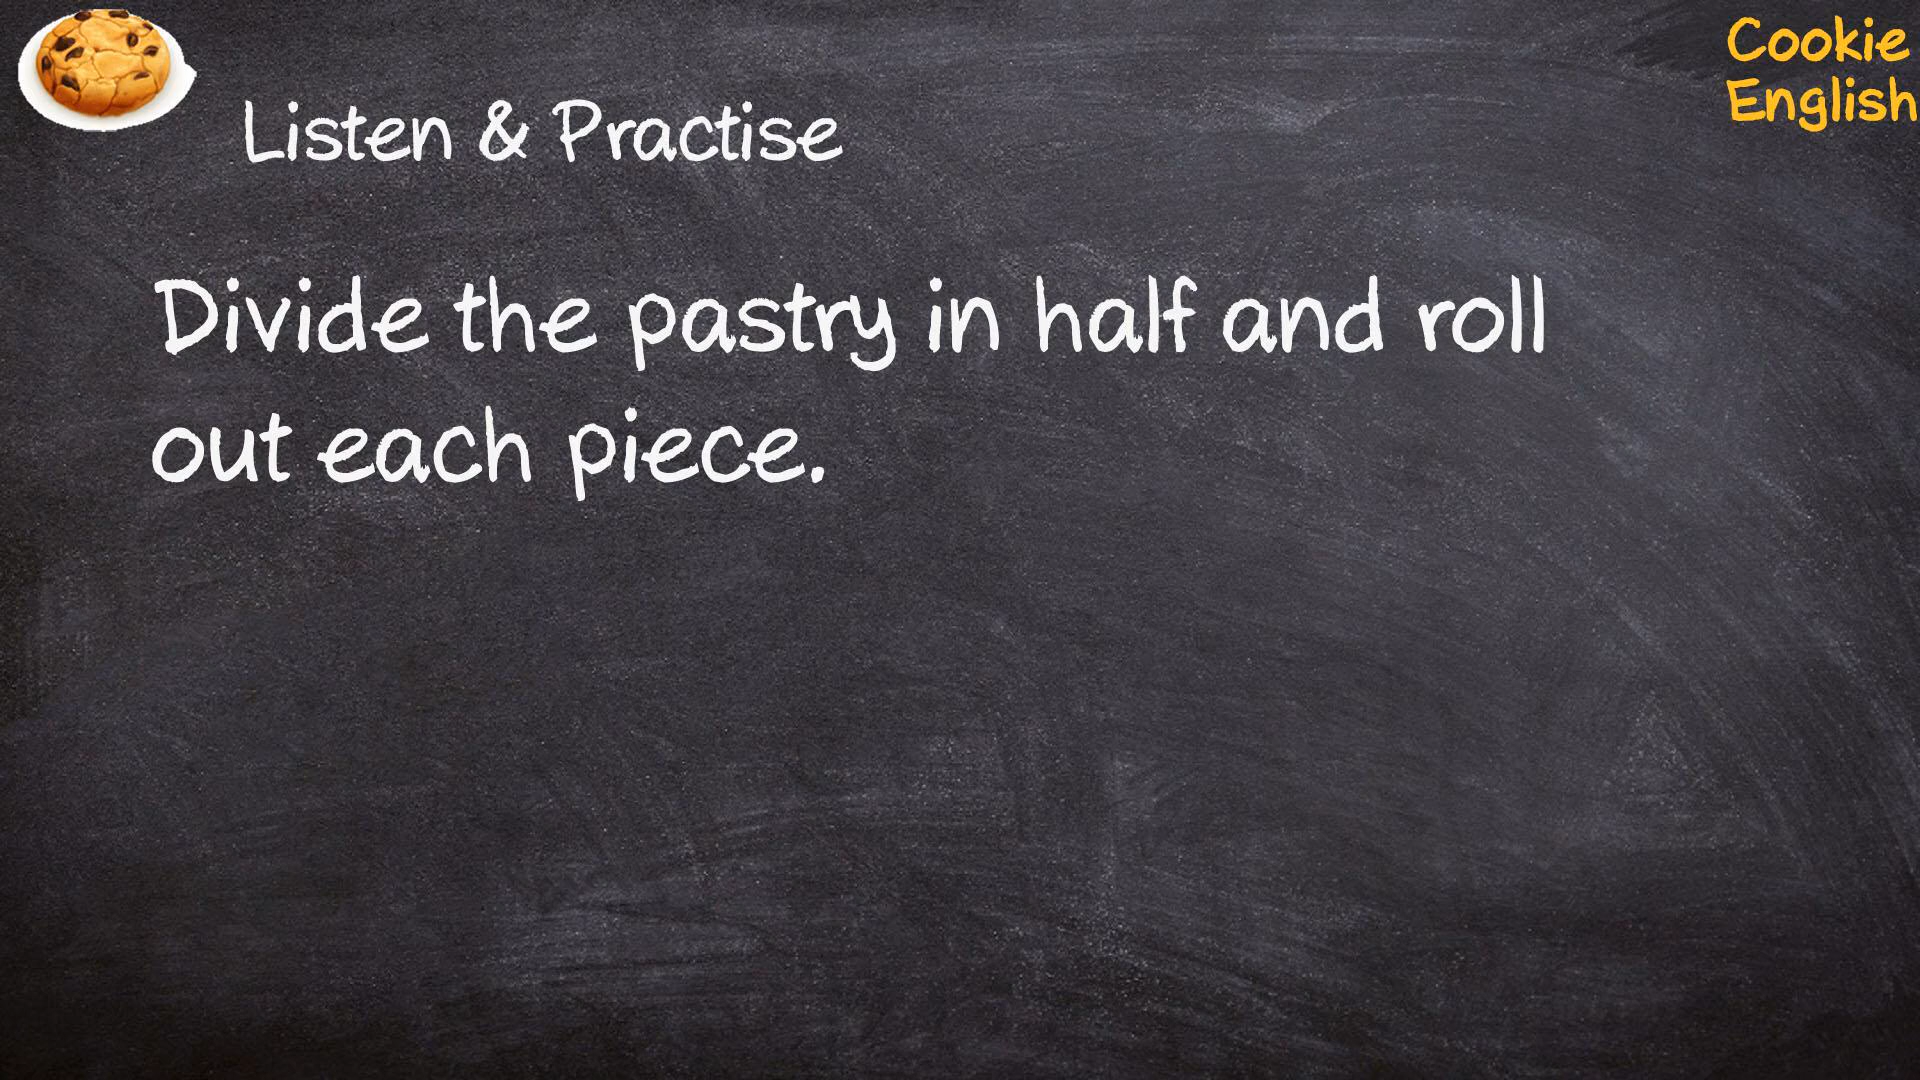 Cookie
English
Listen & Practise
Divide the pastry in half and roll
out each piece.